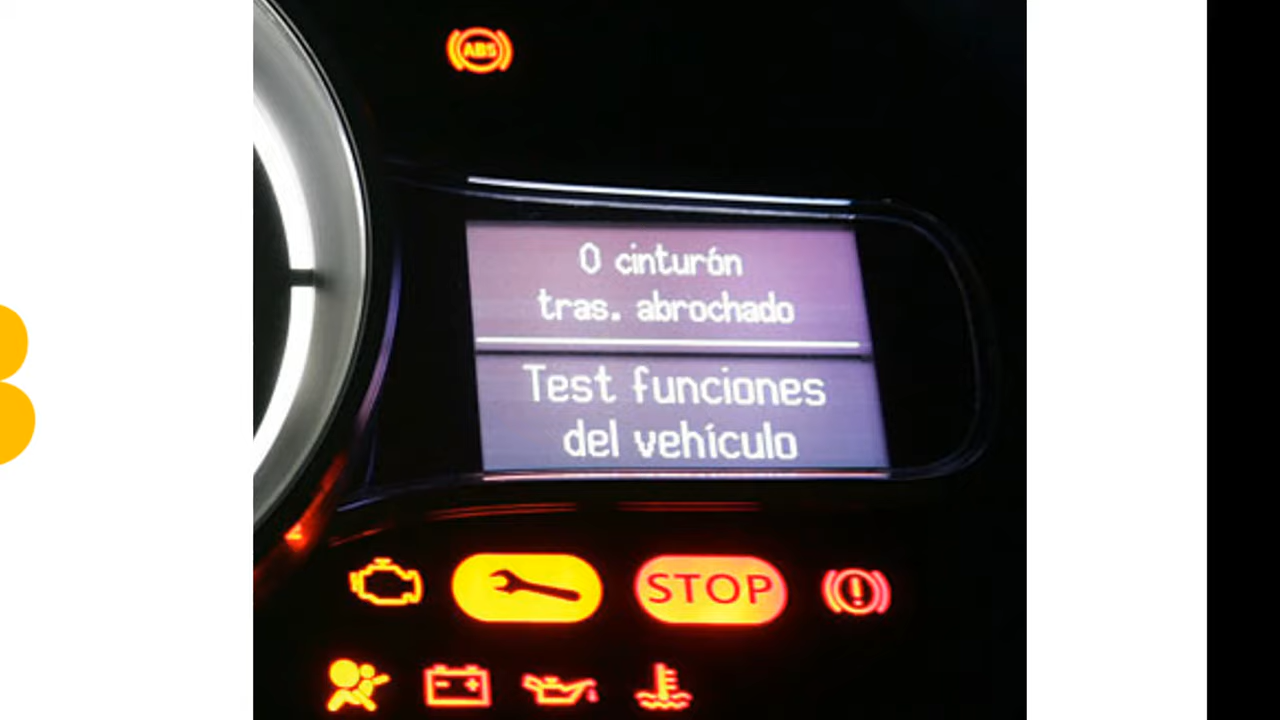 ABS
0 cinturón
tras. abrochado
Test funciones
del vehículo
STOP